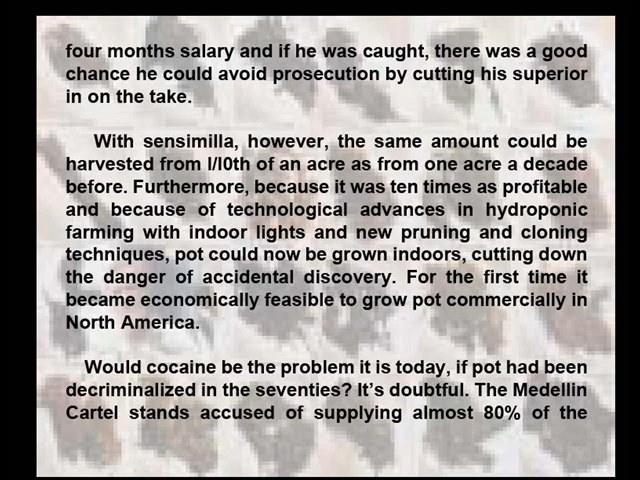 four months salary and if he was caught, there was a good
chance he could avoid prosecution by cutting his superior
in on the take.
With sensimilla, however, the same amount could be
harvested from l/l0th of an acre as from one acre a decade
before. Furthermore, because it was ten times as profitable
and because of technological advances in hydroponic
farming with indoor lights and new pruning and cloning
techniques, pot could now be grown indoors, cutting down
the danger of accidental discovery. For the first time it
became economically feasible to grow pot commercially in
North America.
Would cocaine be the problem it is today, if pot had been
decriminalized in the seventies? It’s doubtful. The Medellin
Cartel stands accused of supplying almost 80% of the